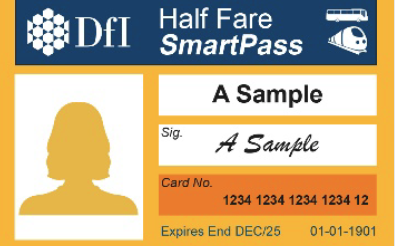 DfI
Half Fare
SmartPass
A Sample
Sig.
A Sample
Card No.
1234 1234 1234 1234 12
Expires End DEC/25 01-01-1901